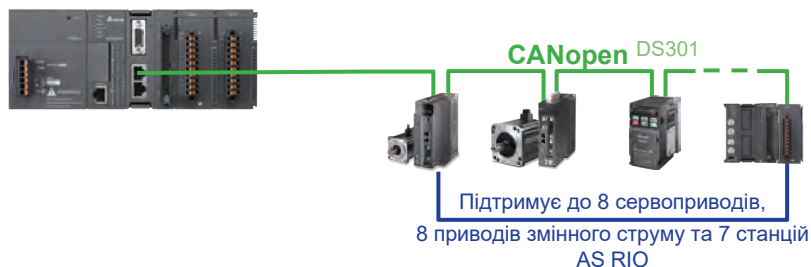 CANopen DS301
Підтримує до 8 сервоприводів,
8 приводів змінного струму та 7 станцій
AS RIO